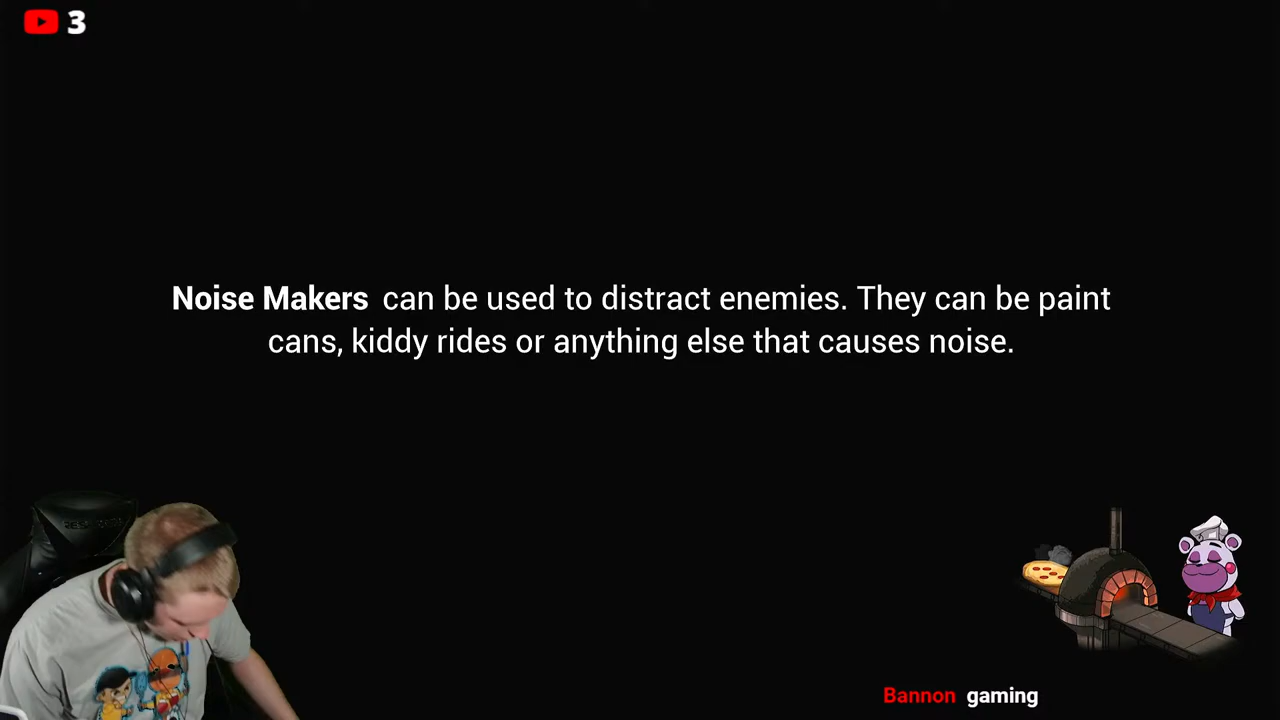 3
Noise Makers can be used to distract enemies. They can be paint
cans, kiddy rides or anything else that causes noise.
Bannon gaming